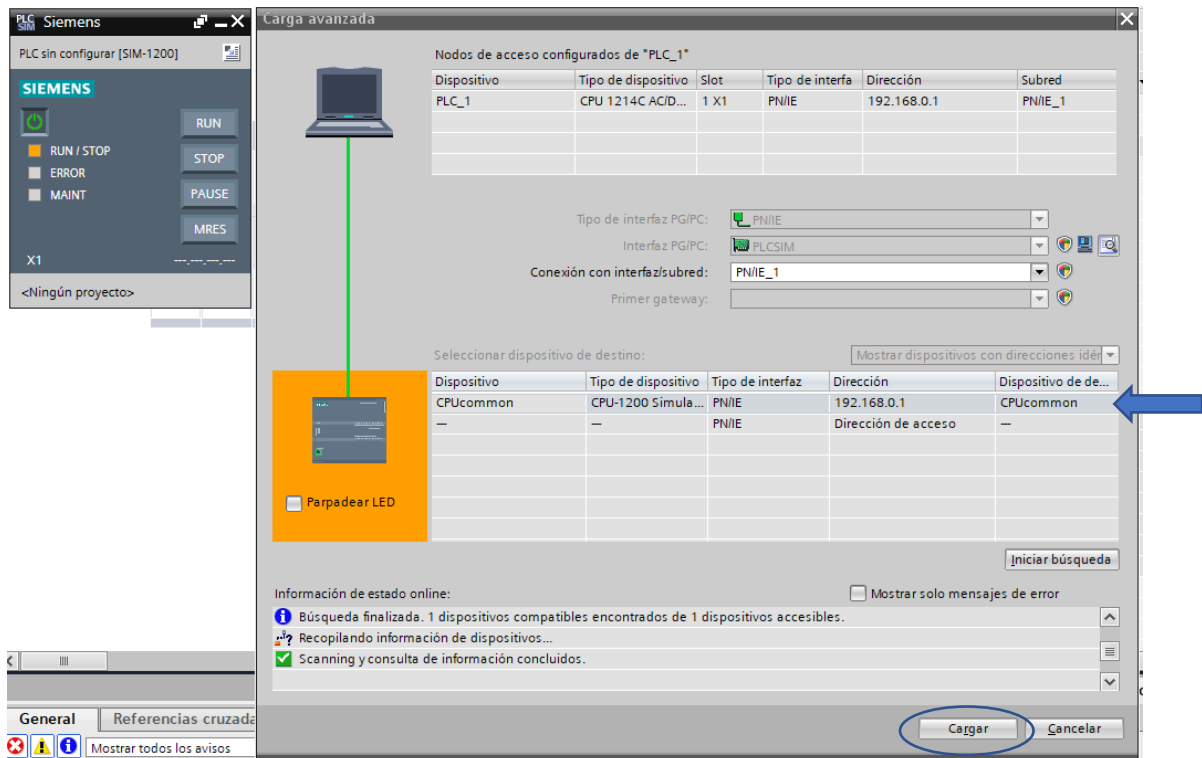 PLC SIM Siemens
PLC sin configurar [SIM-1200]
SIEMENS
RUN
RUN / STOP
STOP
ERROR
MAINT
PAUSE
MRES
X1 ---.---.---.---
<Ningún proyecto>
Carga avanzada
Nodos de acceso configurados de "PLC_1"
Dispositivo Tipo de dispositivo Slot Tipo de interfa Dirección Subred
PLC_1 CPU 1214C AC/D... 1 X1 PN/IE 192.168.0.1 PN/IE_1
Tipo de interfaz PG/PC: PN/IE
Interfaz PG/PC: PLCSIM
Conexión con interfaz/subred: PN/IE_1
Primer gateway:
Seleccionar dispositivo de destino: Mostrar dispositivos con direcciones idér
Dispositivo Tipo de dispositivo Tipo de interfaz Dirección Dispositivo de de...
CPUcommon CPU-1200 Simula... PN/IE 192.168.0.1 CPUcommon
— — PN/IE Dirección de acceso —
Parpadear LED
Iniciar búsqueda
Información de estado online: Mostrar solo mensajes de error
Búsqueda finalizada. 1 dispositivos compatibles encontrados de 1 dispositivos accesibles.
Recopilando información de dispositivos...
Scanning y consulta de información concluidos.
Cargar Cancelar
General Referencias cruzada
Mostrar todos los avisos